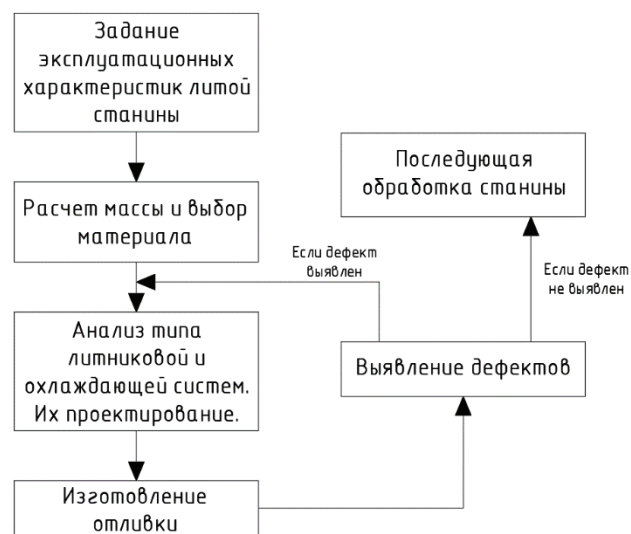 Задание
эксплуатационных
характеристик литой
станины
Расчет массы и выбор
материала
Анализ типа
литниковой и
охлаждающей систем.
Их проектирование.
Изготовление
отливки
Выявление дефектов
Если дефект
выявлен
Если дефект
не выявлен
Последующая
обработка станины